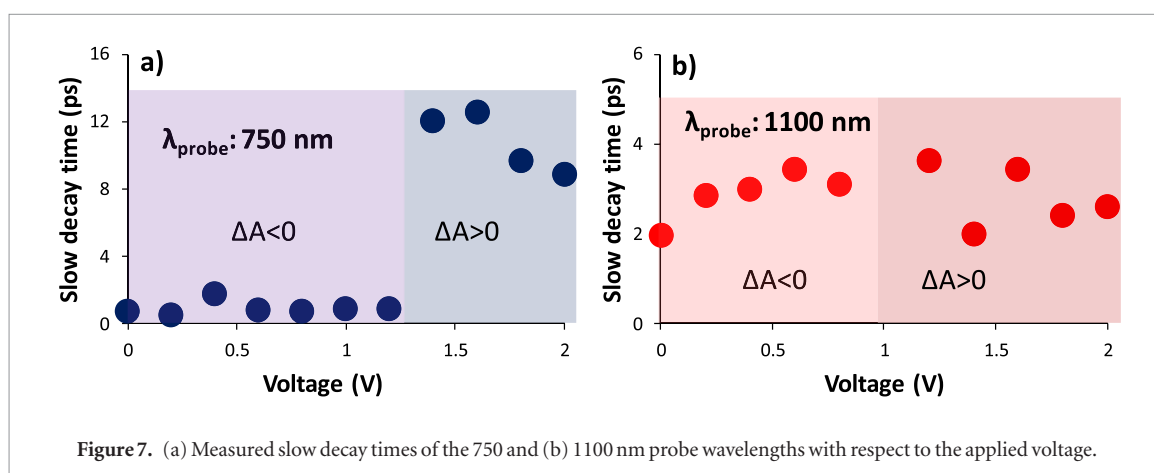 a)
Slow decay time (ps)
16
12
8
4
0
λprobe: 750 nm
ΔA<0
ΔA>0
0
0.5
1
1.5
2
Voltage (V)
b)
Slow decay time (ps)
6
4
2
0
λprobe: 1100 nm
ΔA<0
ΔA>0
0
0.5
1
1.5
2
Voltage (V)
Figure 7. (a) Measured slow decay times of the 750 and (b) 1100 nm probe wavelengths with respect to the applied voltage.